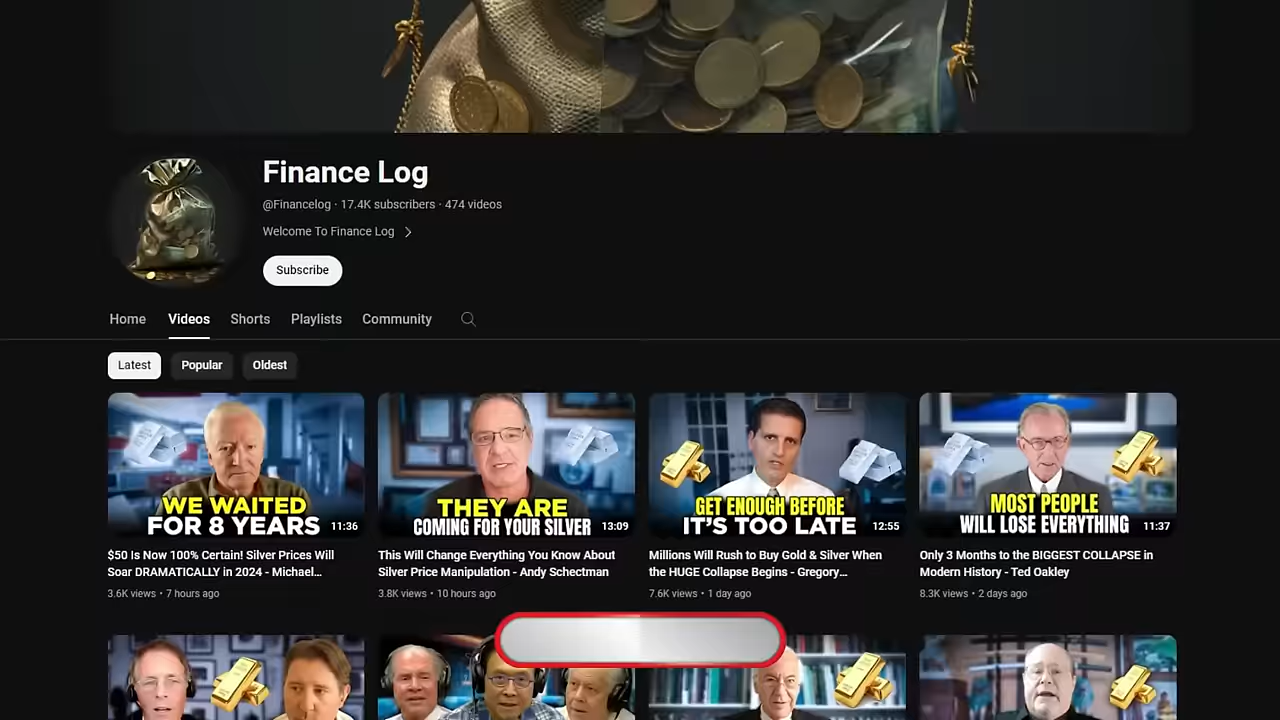 Finance Log
@Financelog · 17.4K subscribers · 474 videos
Welcome To Finance Log
Subscribe
Home Videos Shorts Playlists Community
Latest Popular Oldest
WE WAITED
FOR 8 YEARS
11:36
$50 Is Now 100% Certain! Silver Prices Will
Soar DRAMATICALLY in 2024 - Michael...
3.6K views • 7 hours ago
THEY ARE
COMING FOR YOUR SILVER
13:09
This Will Change Everything You Know About
Silver Price Manipulation - Andy Schectman
3.8K views • 10 hours ago
GET ENOUGH BEFORE
IT'S TOO LATE
12:55
Millions Will Rush to Buy Gold & Silver When
the HUGE Collapse Begins - Gregory...
7.6K views • 1 day ago
MOST PEOPLE
WILL LOSE EVERYTHING
11:37
Only 3 Months to the BIGGEST COLLAPSE in
Modern History - Ted Oakley
8.3K views • 2 days ago